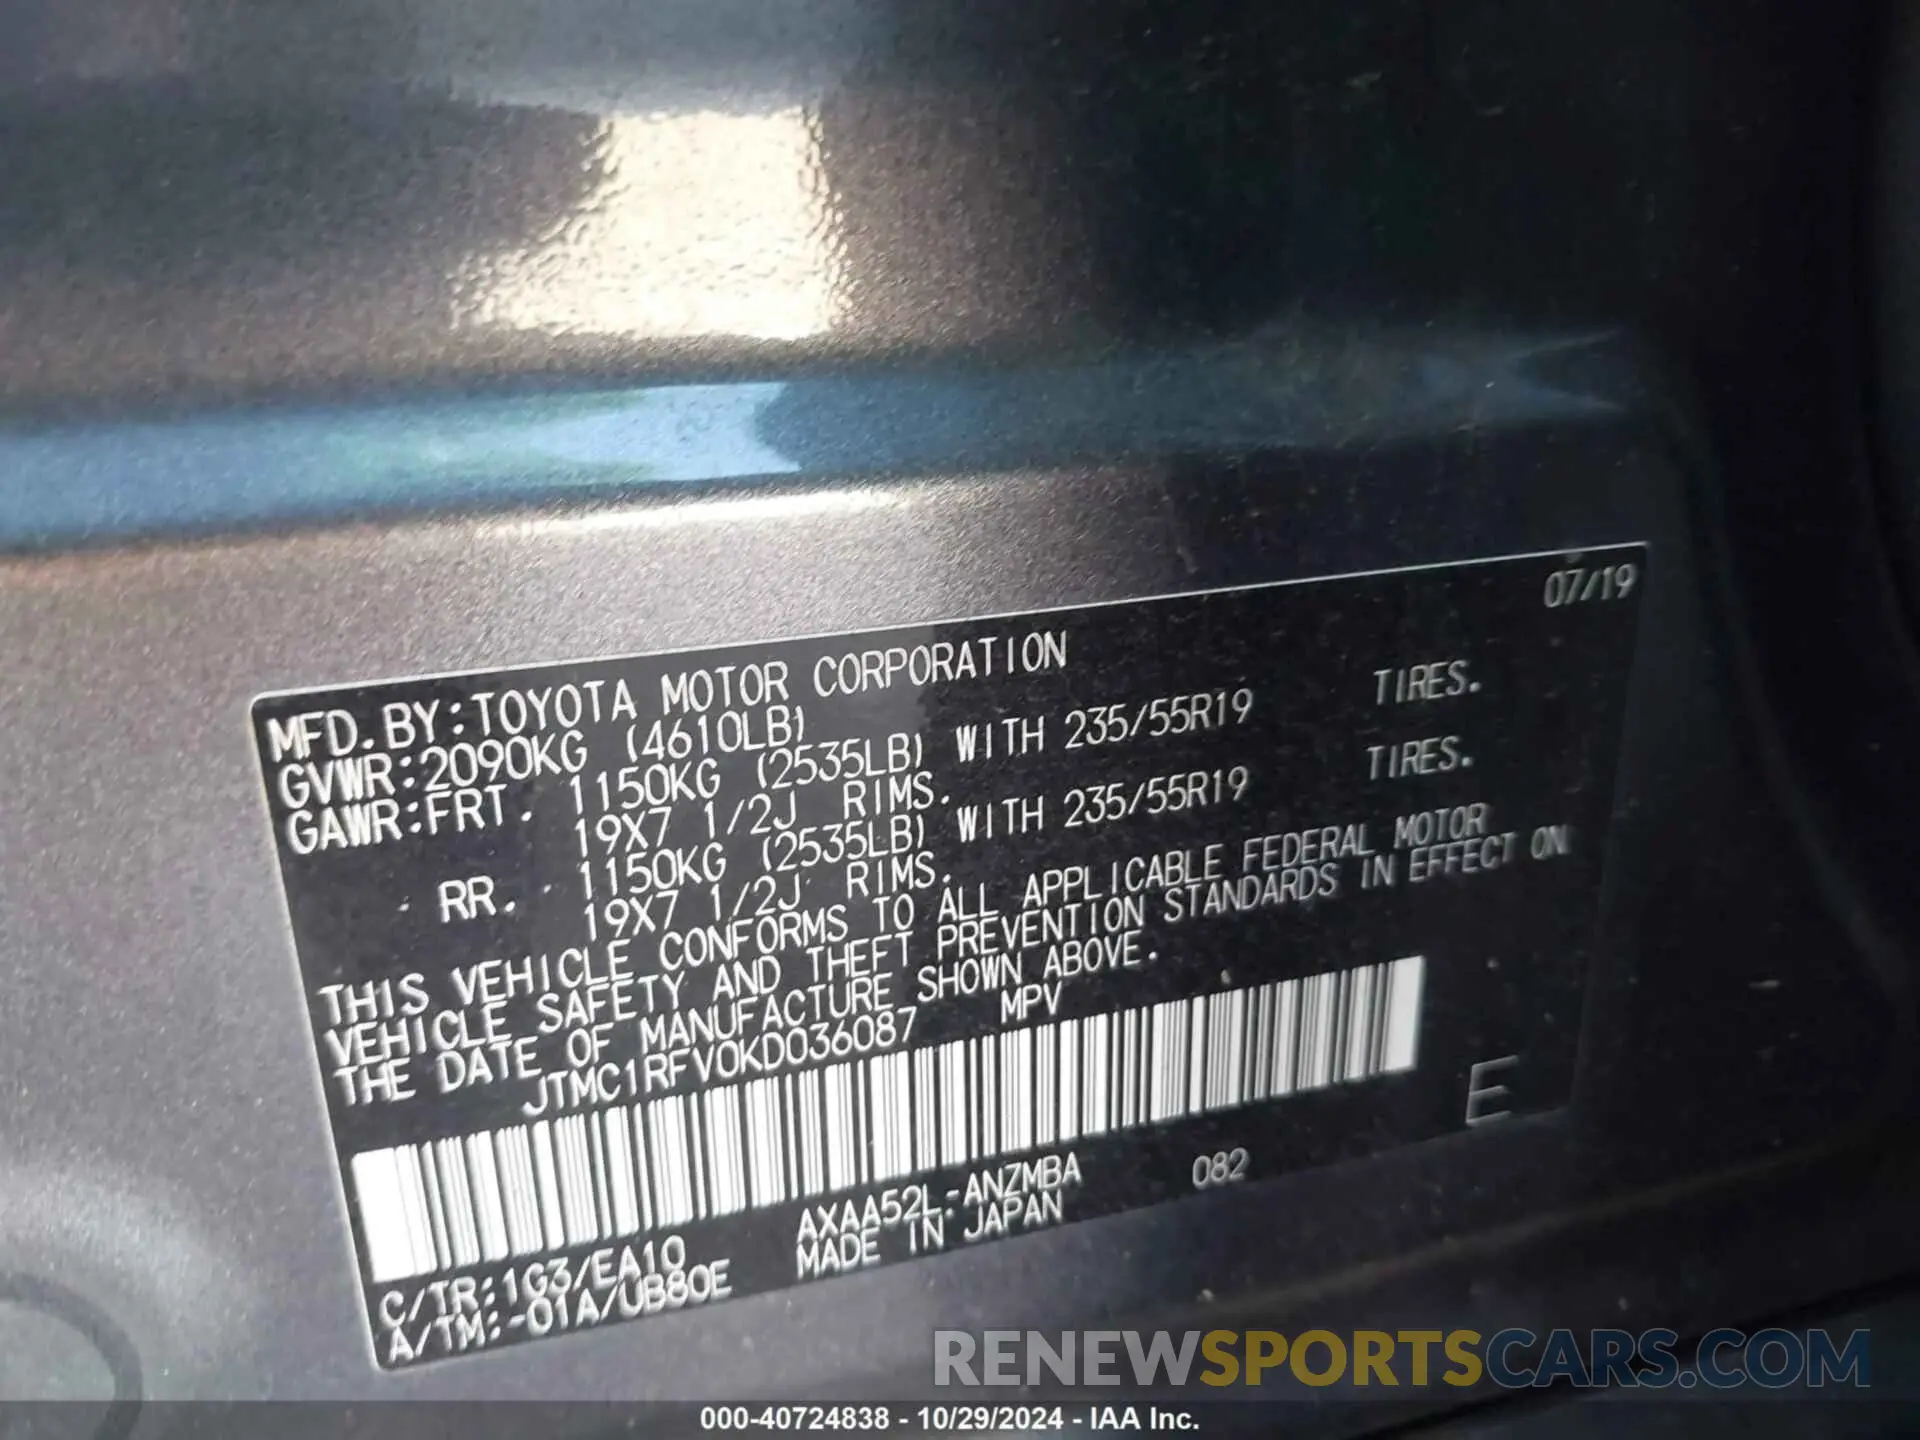 07/19
MFD. BY:TOYOTA MOTOR CORPORATION
GVWR:2090KG (4610LB)
GAWR:FRT. 1150KG (2535LB) WITH 235/55R19 TIRES.
19X7 1/2J RIMS.
RR. 1150KG (2535LB) WITH 235/55R19 TIRES.
19X7 1/2J RIMS.
THIS VEHICLE CONFORMS TO ALL APPLICABLE FEDERAL MOTOR
VEHICLE SAFETY AND THEFT PREVENTION STANDARDS IN EFFECT ON
THE DATE OF MANUFACTURE SHOWN ABOVE.
JTMC1RFV0KD036087 MPV
E
AXAA52L-ANZMBA 082
C/TR:1G3/EA10 MADE IN JAPAN
A/TM:-01A/UB80E
RENEWSPORTSCARS.COM
000-40724838 - 10/29/2024 - IAA Inc.